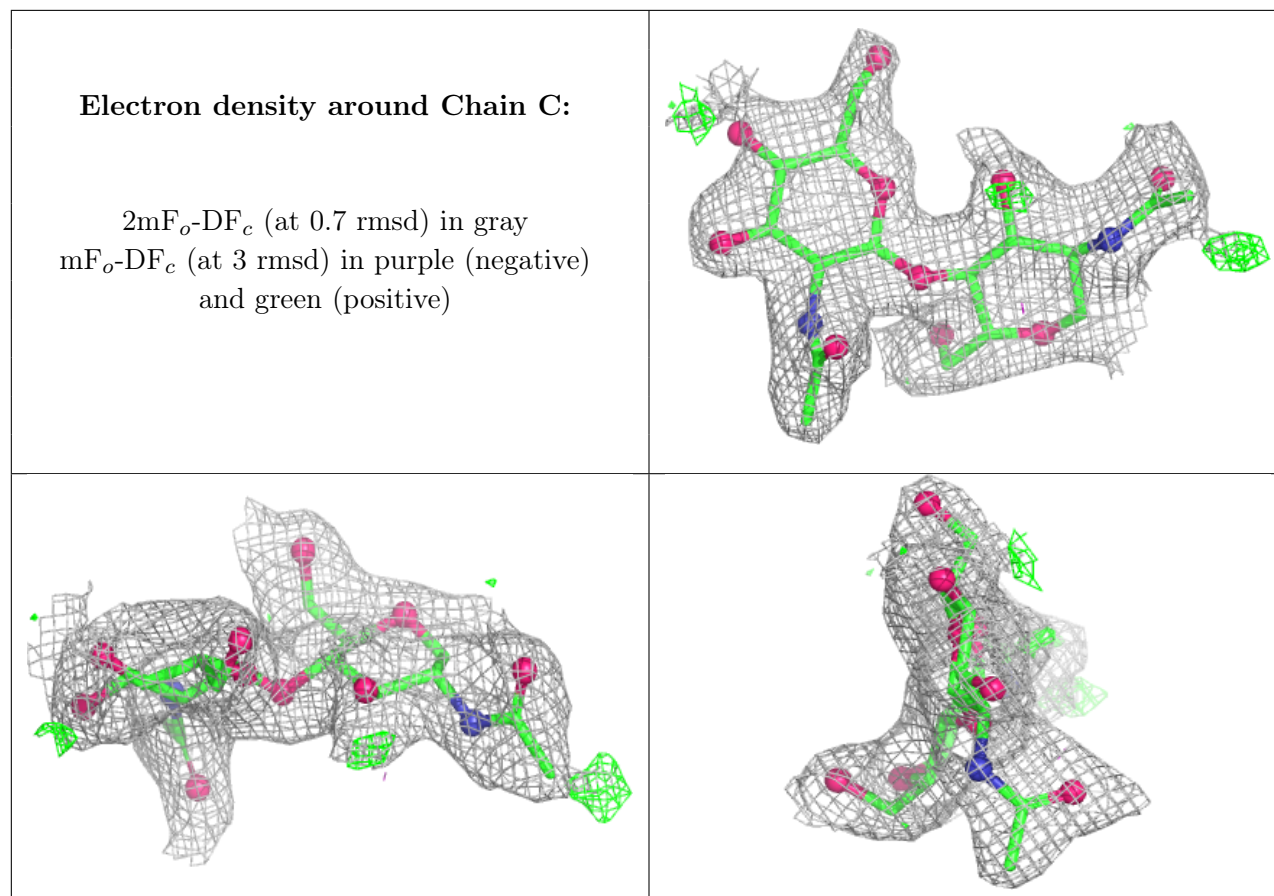 Electron density around Chain C:
2mFₒ-DF𝒸 (at 0.7 rmsd) in gray
mFₒ-DF𝒸 (at 3 rmsd) in purple (negative)
and green (positive)